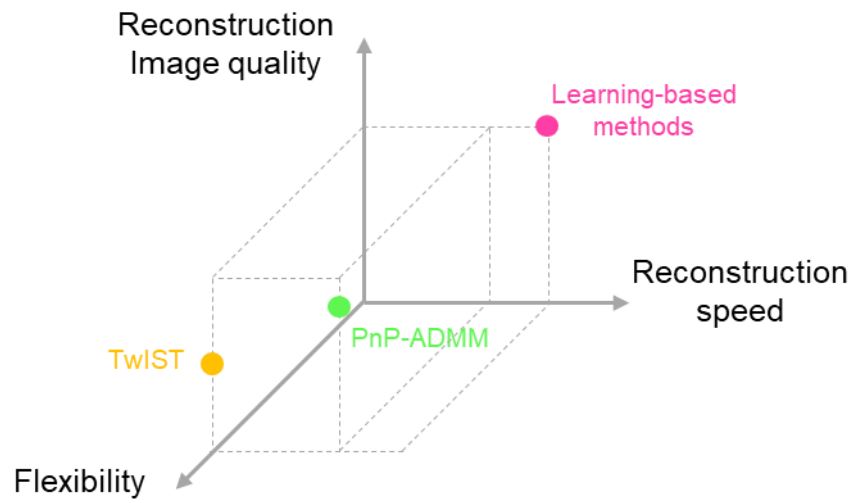 Reconstruction
Image quality
Learning-based
methods
Reconstruction
speed
PnP-ADMM
TwIST
Flexibility